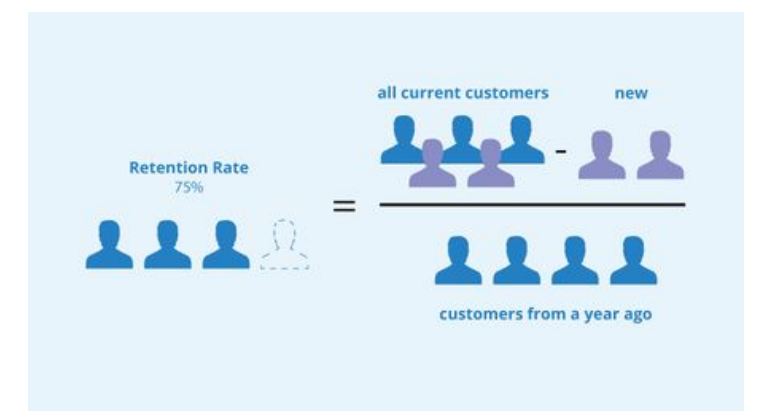 all current customers
new
Retention Rate
75%
-
=
customers from a year ago